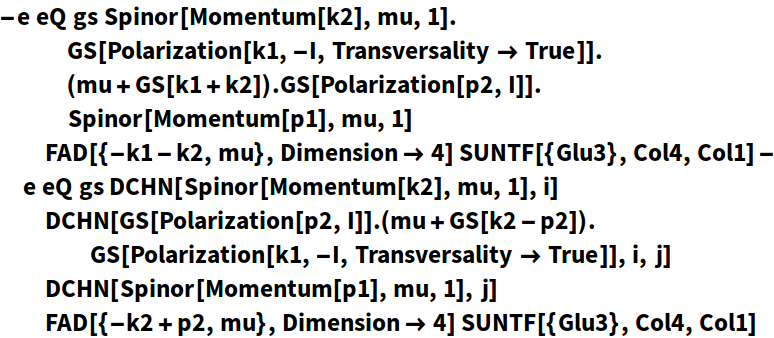 −e eQ gs Spinor[Momentum[k2], mu, 1].
GS[Polarization[k1, −I, Transversality → True]].
(mu + GS[k1 + k2]).GS[Polarization[p2, I]].
Spinor[Momentum[p1], mu, 1]
FAD[{−k1 − k2, mu}, Dimension → 4] SUNTF[{Glu3}, Col4, Col1] −
e eQ gs DCHN[Spinor[Momentum[k2], mu, 1], i]
DCHN[GS[Polarization[p2, I]].(mu + GS[k2 − p2]).
GS[Polarization[k1, −I, Transversality → True]], i, j]
DCHN[Spinor[Momentum[p1], mu, 1], j]
FAD[{−k2 + p2, mu}, Dimension → 4] SUNTF[{Glu3}, Col4, Col1]